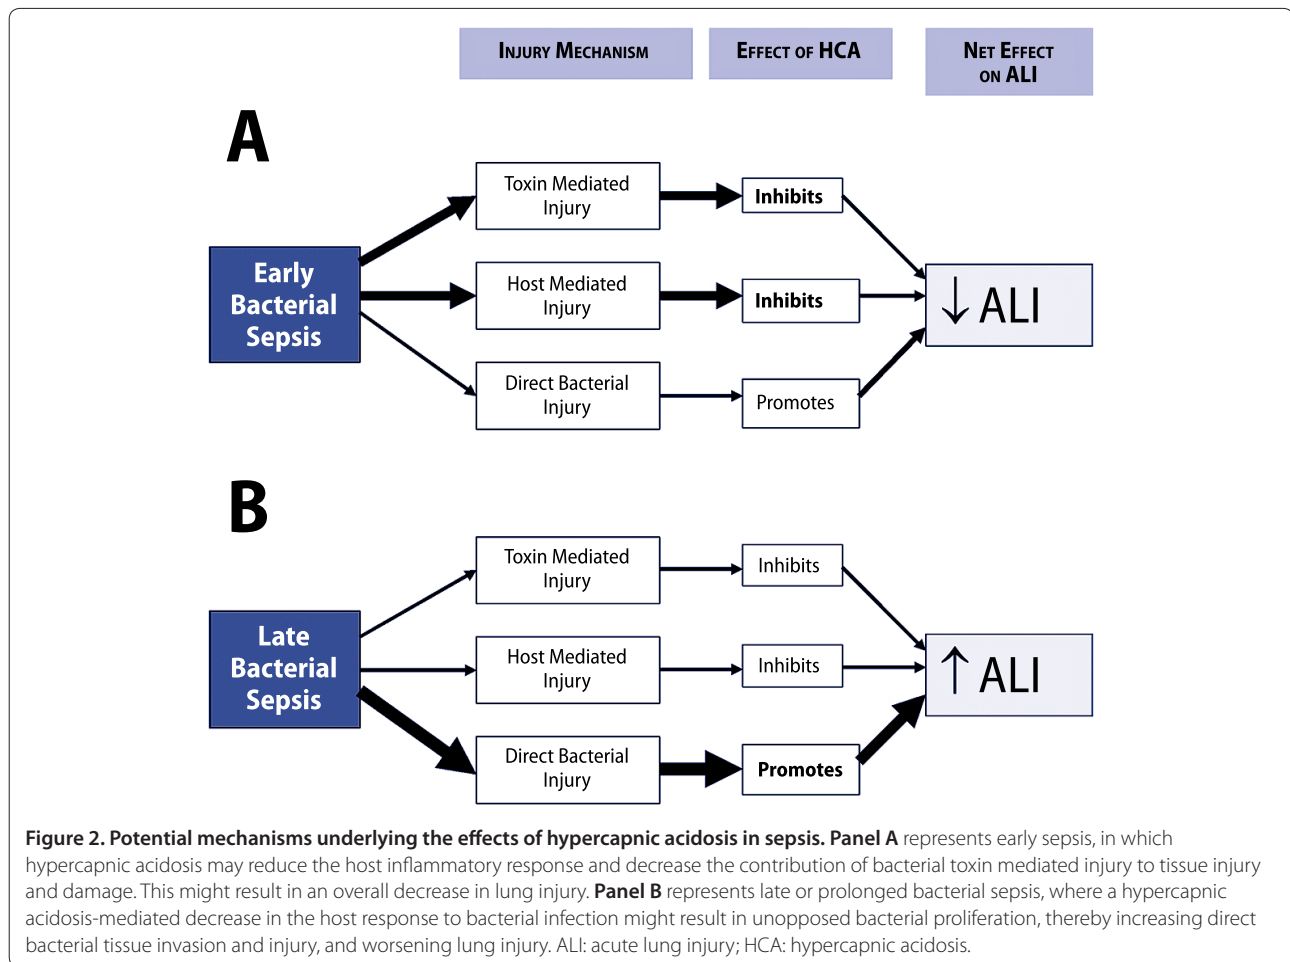 INJURY MECHANISM
EFFECT OF HCA
NET EFFECT
ON ALI
A
Toxin Mediated
Injury
Inhibits
Early
Bacterial
Sepsis
Host Mediated
Injury
Inhibits
↓ ALI
Direct Bacterial
Injury
Promotes
B
Toxin Mediated
Injury
Inhibits
Late
Bacterial
Sepsis
Host Mediated
Injury
Inhibits
↑ ALI
Direct Bacterial
Injury
Promotes
Figure 2. Potential mechanisms underlying the effects of hypercapnic acidosis in sepsis. Panel A represents early sepsis, in which
hypercapnic acidosis may reduce the host inflammatory response and decrease the contribution of bacterial toxin mediated injury to tissue injury
and damage. This might result in an overall decrease in lung injury. Panel B represents late or prolonged bacterial sepsis, where a hypercapnic
acidosis-mediated decrease in the host response to bacterial infection might result in unopposed bacterial proliferation, thereby increasing direct
bacterial tissue invasion and injury, and worsening lung injury. ALI: acute lung injury; HCA: hypercapnic acidosis.